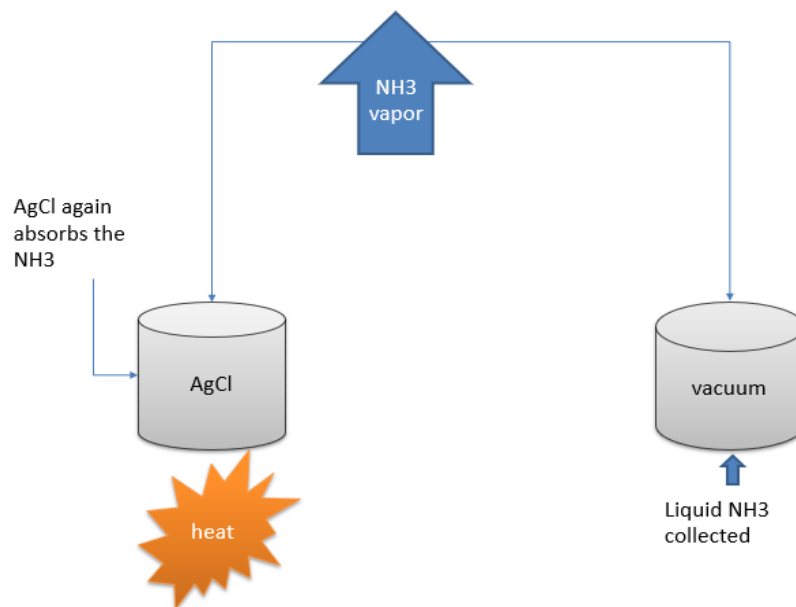 NH3
vapor
AgCl again
absorbs the
NH3
AgCl
vacuum
heat
Liquid NH3
collected